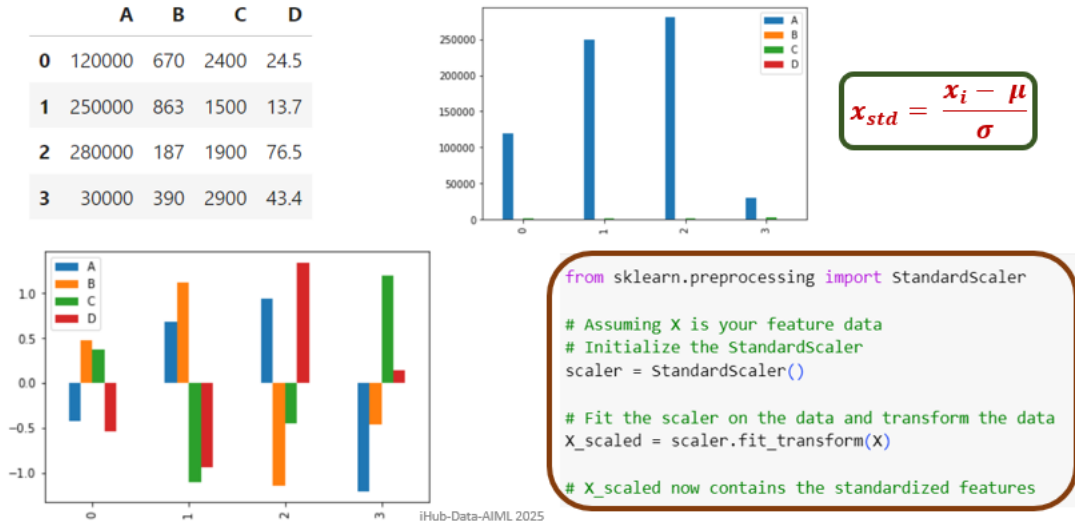 A B C D
0 120000 670 2400 24.5
1 250000 863 1500 13.7
2 280000 187 1900 76.5
3 30000 390 2900 43.4
250000
200000
150000
100000
50000
0
0 1 2 3
A
B
C
D
x_std = (x_i − μ) / σ
A
B
C
D
1.0
0.5
0.0
−0.5
−1.0
0 1 2 3
from sklearn.preprocessing import StandardScaler
# Assuming X is your feature data
# Initialize the StandardScaler
scaler = StandardScaler()
# Fit the scaler on the data and transform the data
X_scaled = scaler.fit_transform(X)
# X_scaled now contains the standardized features
iHub-Data-AIML 2025